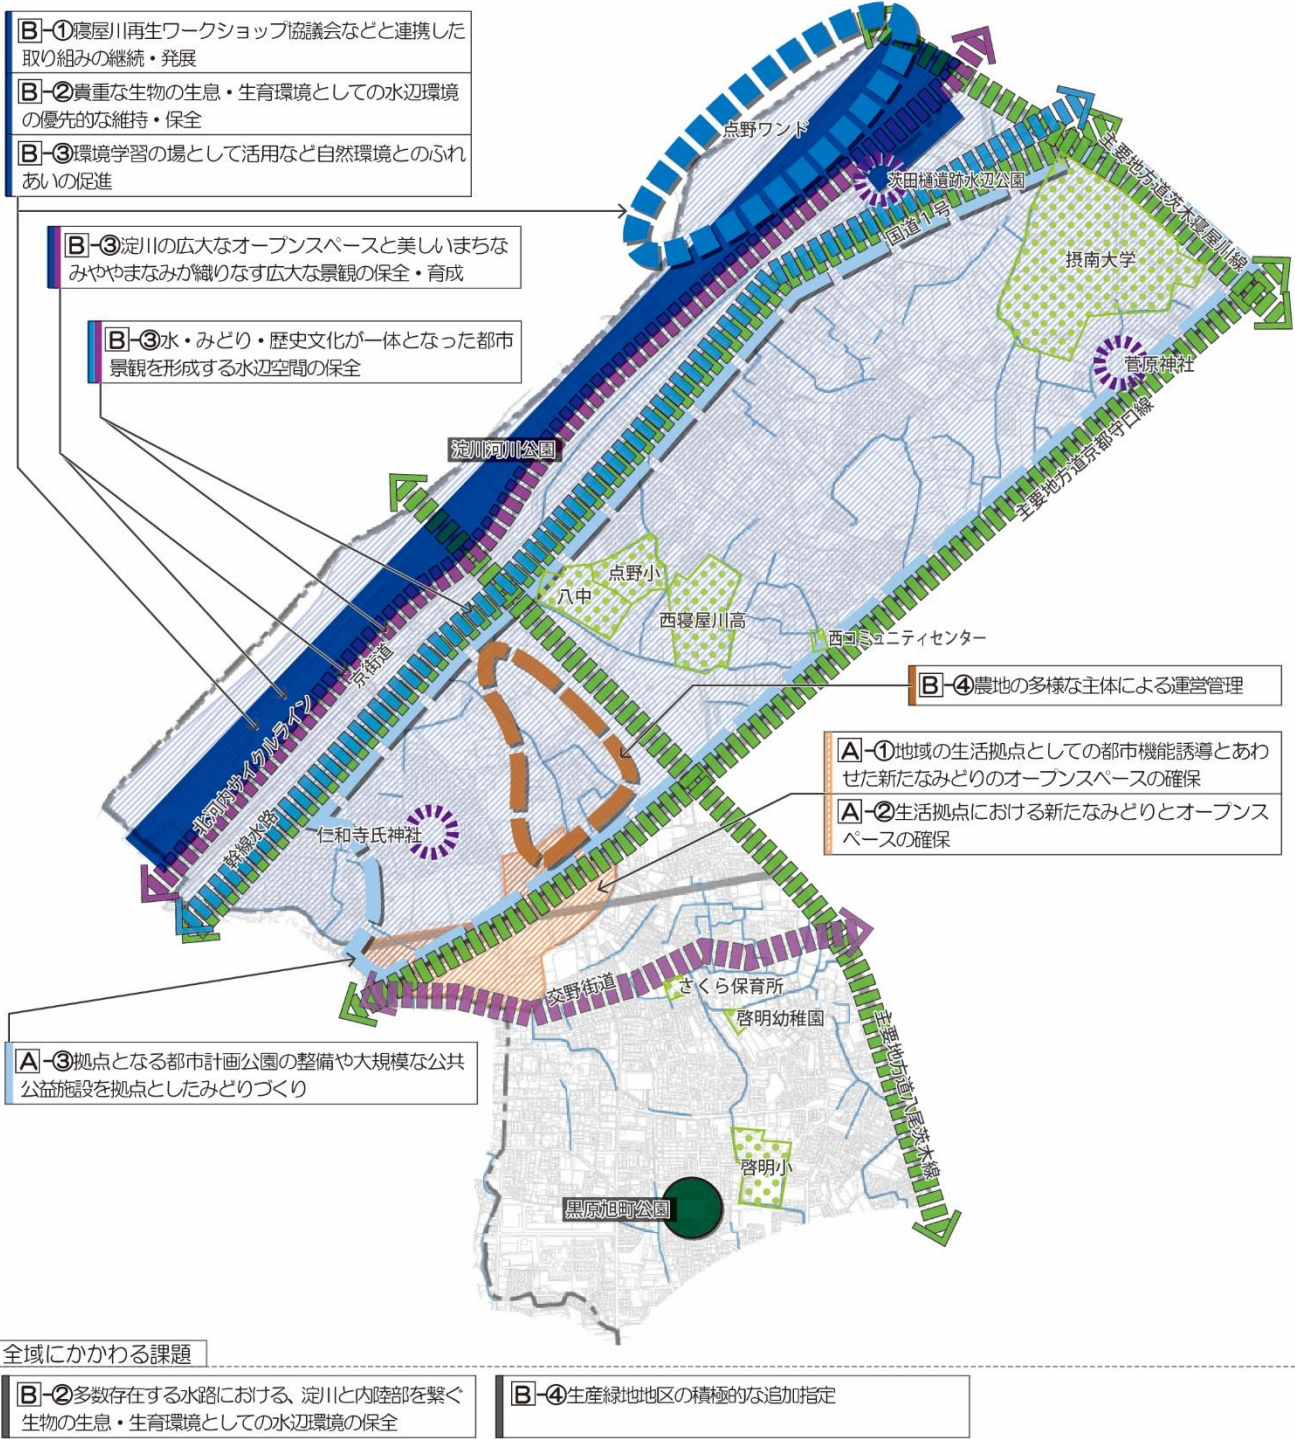 B-①寝屋川再生ワークショップ協議会などと連携した
取り組みの継続・発展
B-②貴重な生物の生息・生育環境としての水辺環境
の優先的な維持・保全
B-③環境学習の場として活用など自然環境とのふれ
あいの促進
B-③淀川の広大なオープンスペースと美しいまちな
みややまなみが織りなす広大な景観の保全・育成
B-③水・みどり・歴史文化が一体となった都市
景観を形成する水辺空間の保全
点野ワンド
茨田樋遺跡水辺公園
国道1号
主要地方道茨木寝屋川線
摂南大学
菅原神社
主要地方道京都守口線
淀川河川公園
点野小
八中
西寝屋川高
西コミュニティセンター
京街道
北河内サイクルライン
幹線水路
仁和寺氏神社
B-④農地の多様な主体による運営管理
A-①地域の生活拠点としての都市機能誘導とあわ
せた新たなみどりのオープンスペースの確保
A-②生活拠点における新たなみどりとオープンス
ペースの確保
交野街道
さくら保育所
啓明幼稚園
主要地方道八尾茨木線
A-③拠点となる都市計画公園の整備や大規模な公共
公益施設を拠点としたみどりづくり
啓明小
黒原旭町公園
全域にかかわる課題
B-②多数存在する水路における、淀川と内陸部を繋ぐ
生物の生息・生育環境としての水辺環境の保全
B-④生産緑地地区の積極的な追加指定